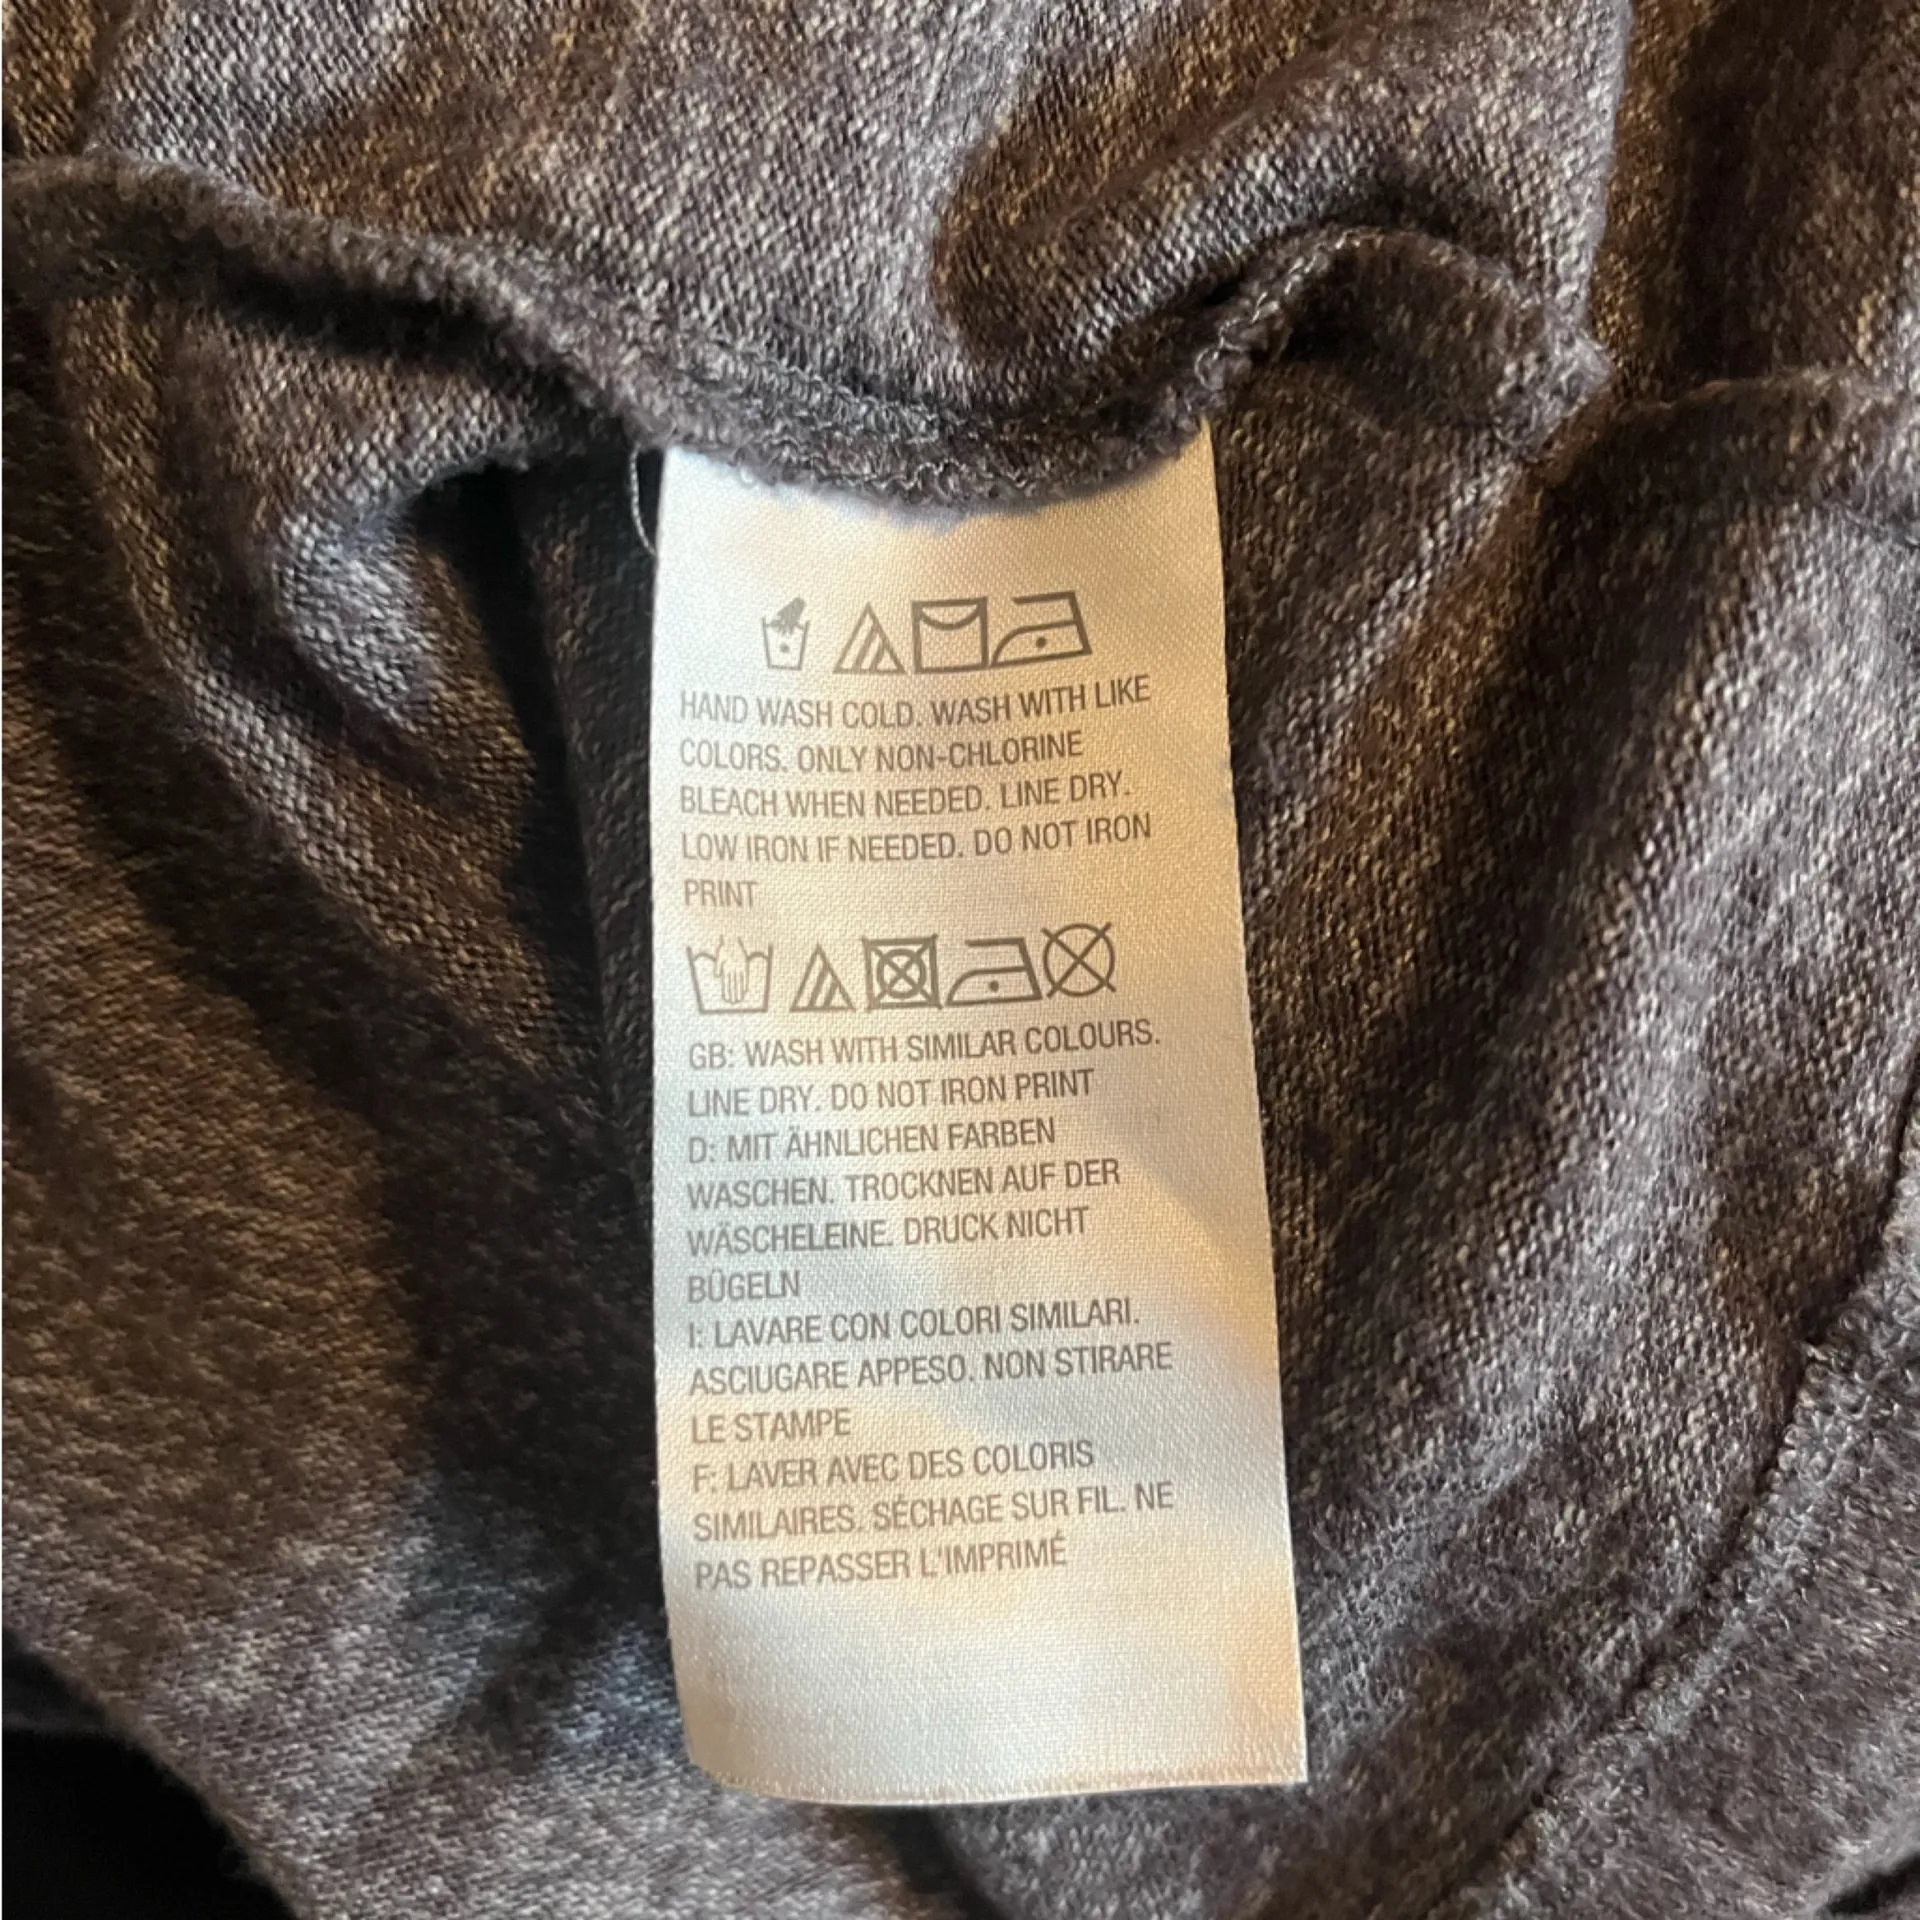 HAND WASH COLD. WASH WITH LIKE
COLORS. ONLY NON-CHLORINE
BLEACH WHEN NEEDED. LINE DRY.
LOW IRON IF NEEDED. DO NOT IRON
PRINT
GB: WASH WITH SIMILAR COLOURS.
LINE DRY. DO NOT IRON PRINT
D: MIT ÄHNLICHEN FARBEN
WASCHEN. TROCKNEN AUF DER
WÄSCHELEINE. DRUCK NICHT
BÜGELN
I: LAVARE CON COLORI SIMILARI.
ASCIUGARE APPESO. NON STIRARE
LE STAMPE
F: LAVER AVEC DES COLORIS
SIMILAIRES. SÉCHAGE SUR FIL. NE
PAS REPASSER L'IMPRIMÉ